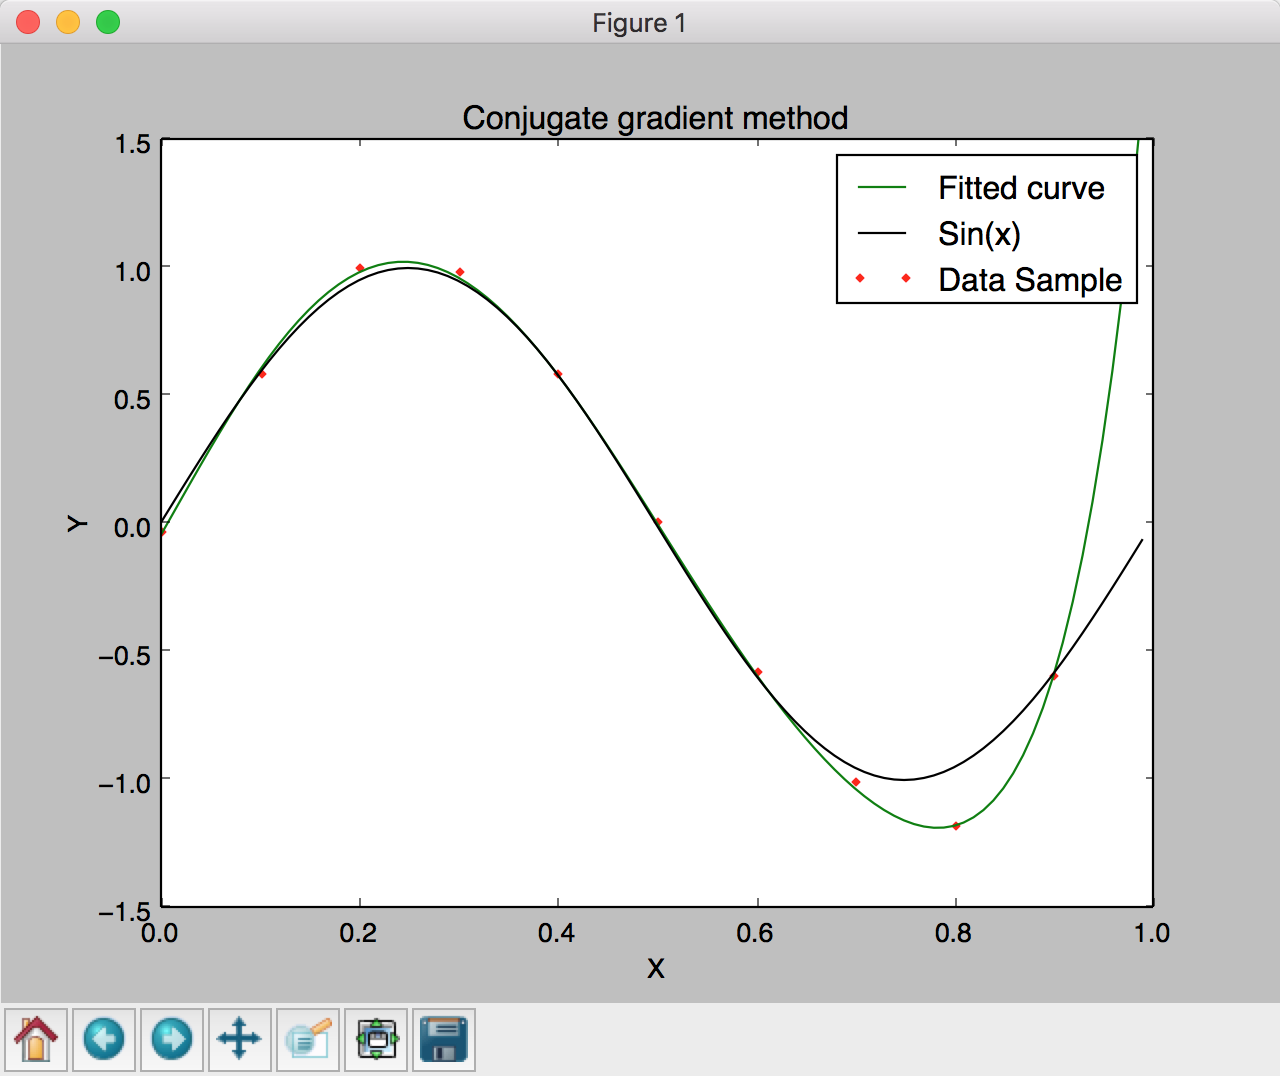 Figure 1
Conjugate gradient method
1.5
1.0
0.5
0.0
−0.5
−1.0
−1.5
Y
Fitted curve
Sin(x)
Data Sample
0.0 0.2 0.4 0.6 0.8 1.0
X